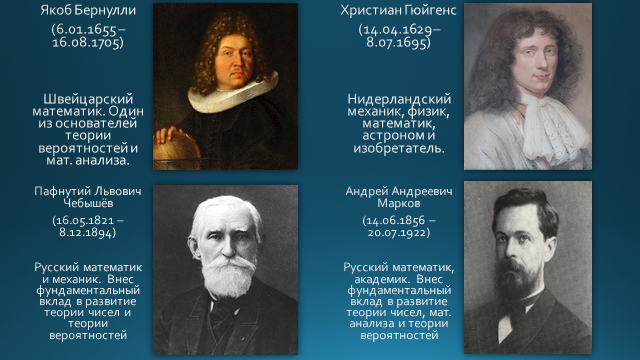 Якоб Бернулли
(6.01.1655 –
16.08.1705)
Швейцарский
математик. Один
из основателей
теории
вероятностей и
мат. анализа.
Христиан Гюйгенс
(14.04.1629–
8.07.1695)
Нидерландский
механик, физик,
математик,
астроном и
изобретатель.
Пафнутий Львович
Чебышёв
(16.05.1821 –
8.12.1894)
Русский математик
и механик. Внес
фундаментальный
вклад в развитие
теории чисел и
теории
вероятностей
Андрей Андреевич
Марков
(14.06.1856 –
20.07.1922)
Русский математик,
академик. Внес
фундаментальный
вклад в развитие
теории чисел, мат.
анализа и теории
вероятностей